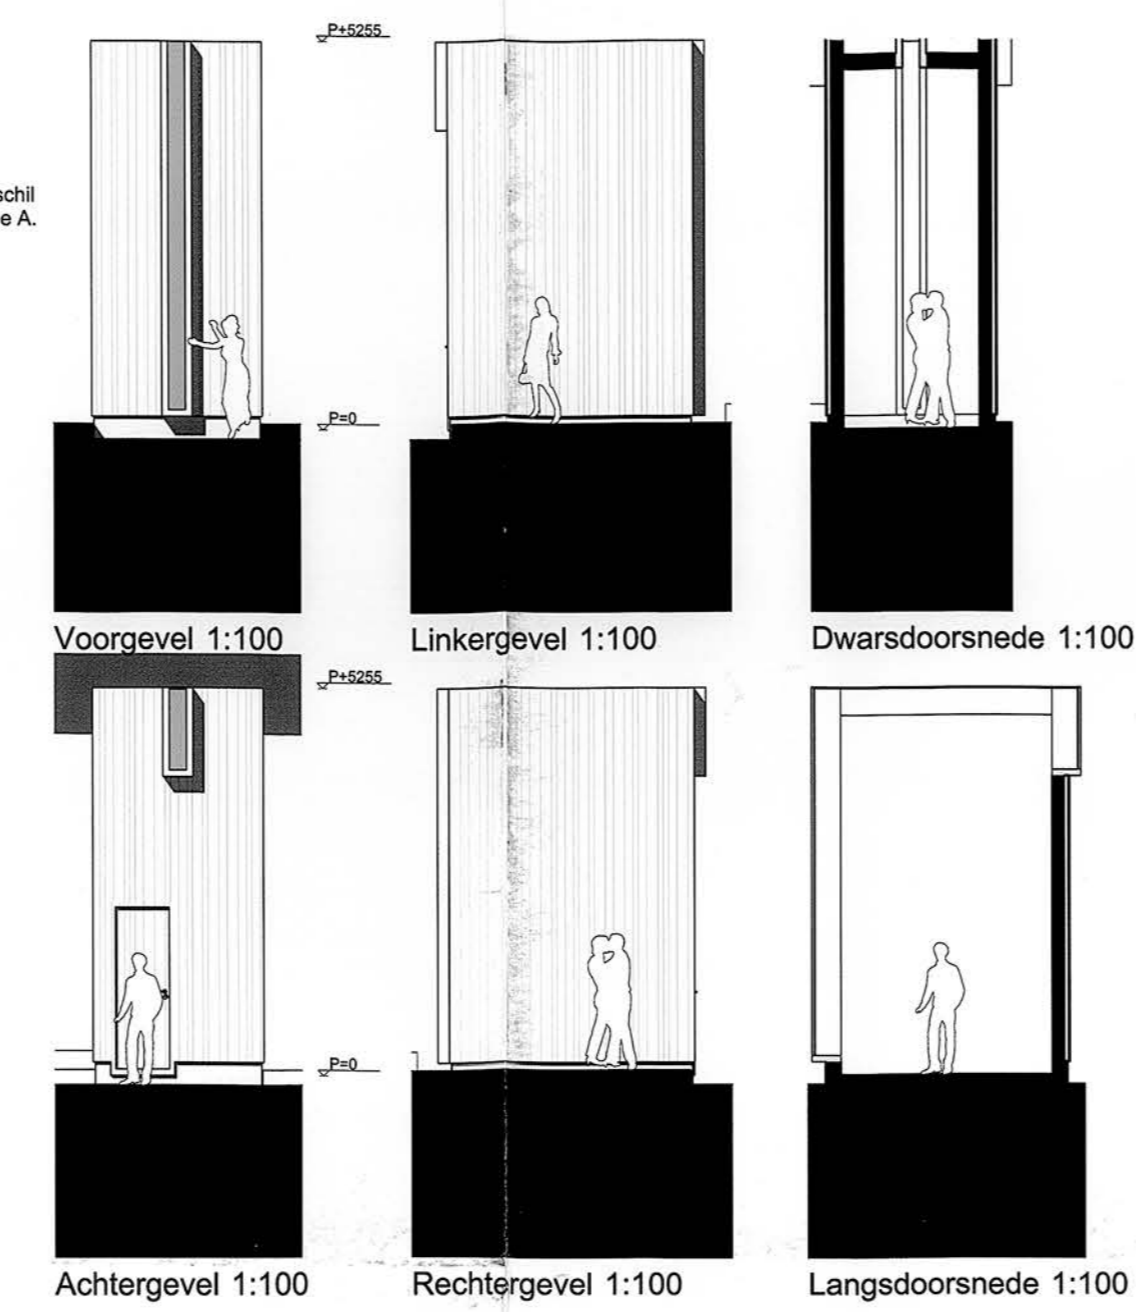 P+5255
schil
e A.
P=0
Voorgevel 1:100
Linkergevel 1:100
Dwarsdoorsnede 1:100
P+5255
P=0
Achtergevel 1:100
Rechtergevel 1:100
Langsdoorsnede 1:100